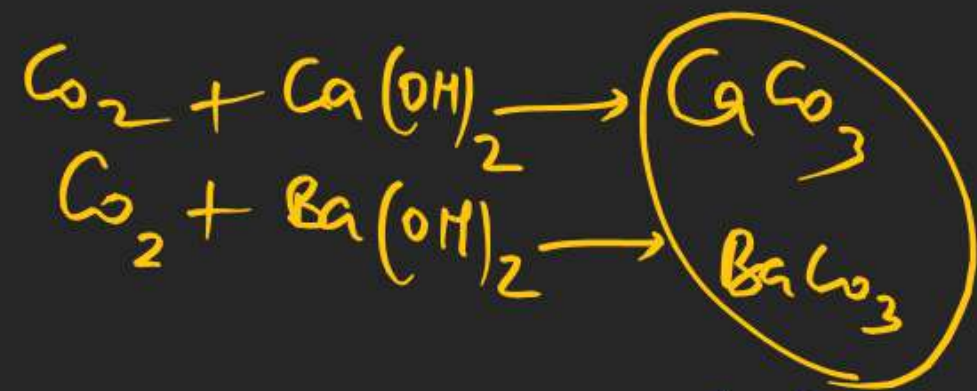 CO₂ + Ca(OH)₂ → CaCO₃
CO₂ + Ba(OH)₂ → BaCO₃